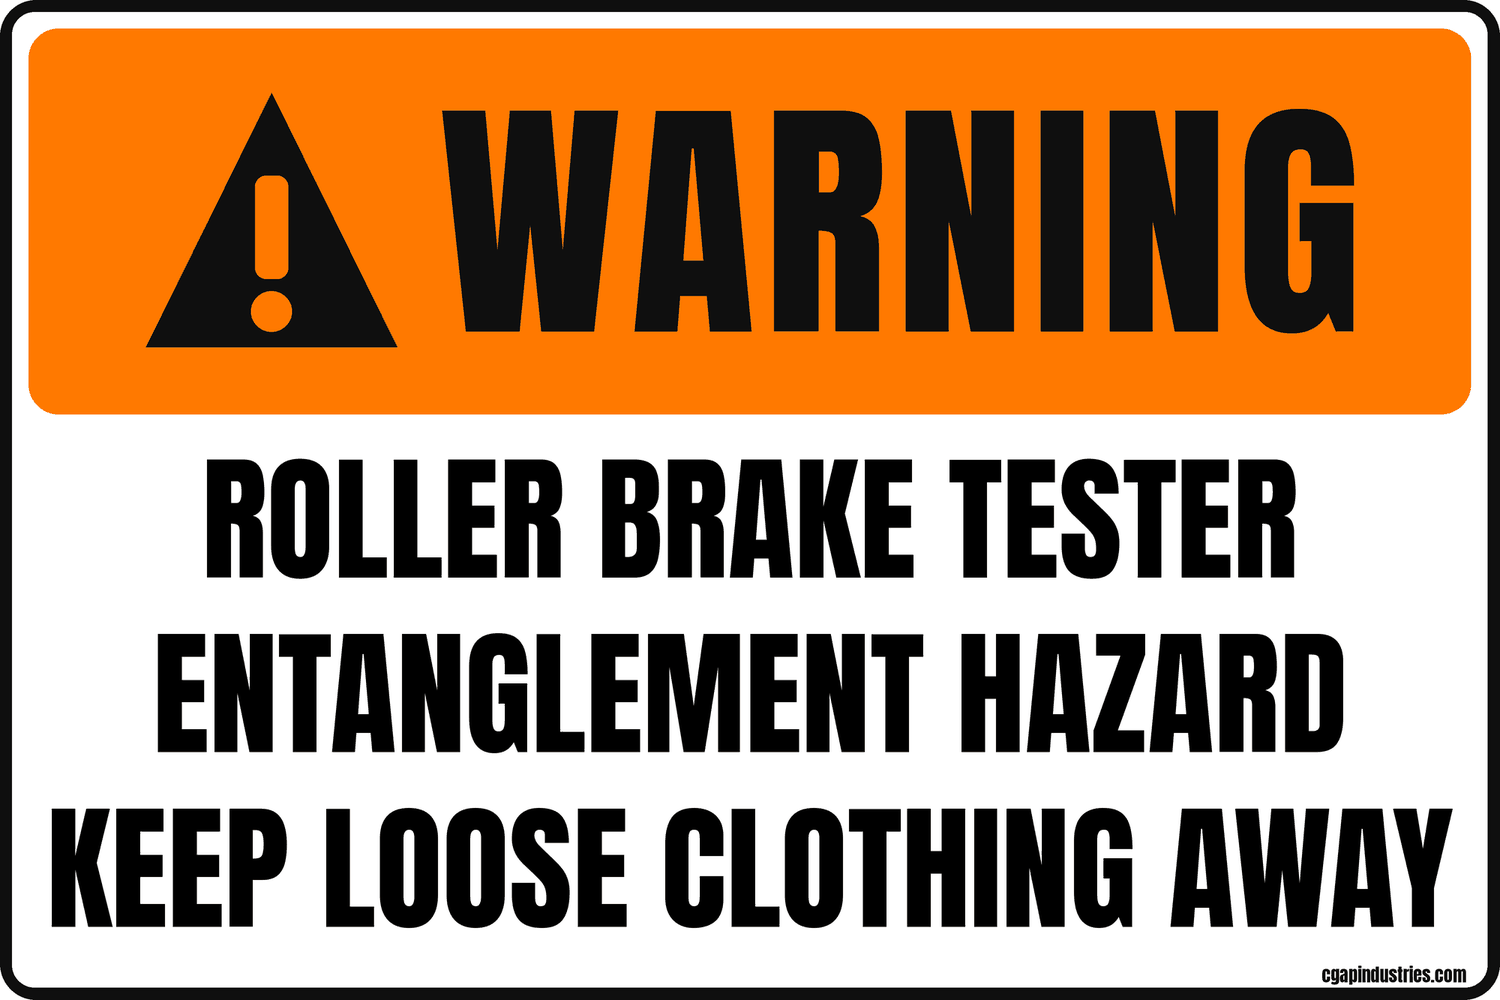 WARNING
ROLLER BRAKE TESTER
ENTANGLEMENT HAZARD
KEEP LOOSE CLOTHING AWAY
cgapindustries.com